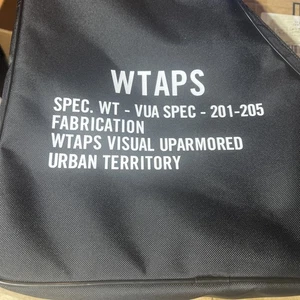 WTAPS
SPEC. WT - VUA SPEC - 201-205
FABRICATION
WTAPS VISUAL UPARMORED
URBAN TERRITORY